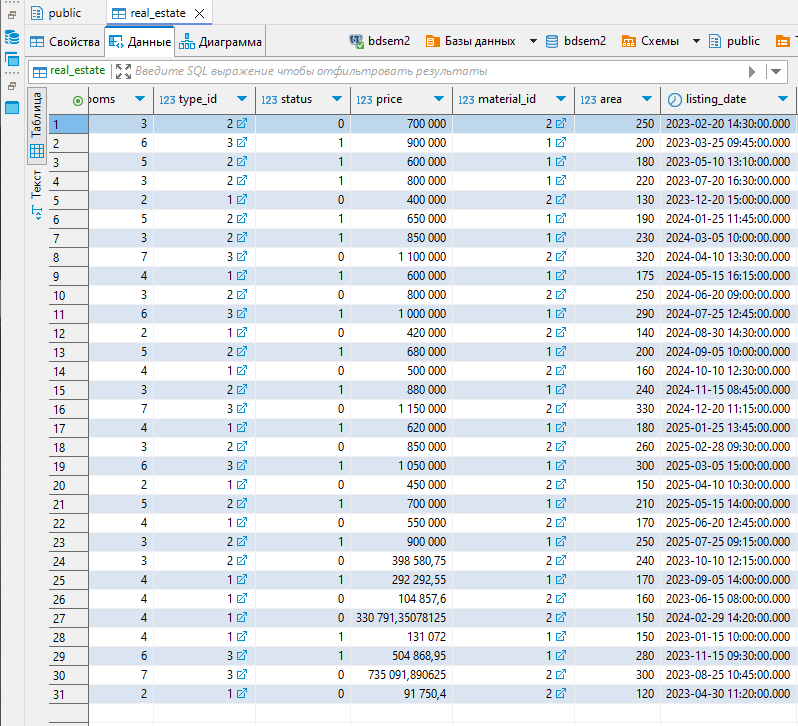 public real_estate
Свойства Данные Диаграмма bdsem2 Базы данных bdsem2 Схемы public
real_estate Введите SQL выражение чтобы отфильтровать результаты
ooms 123 type_id 123 status 123 price 123 material_id 123 area listing_date
Таблица
Текст
1 3 2 0 700 000 2 250 2023-02-20 14:30:00.000
2 6 3 1 900 000 1 200 2023-03-25 09:45:00.000
3 5 2 1 600 000 1 180 2023-05-10 13:10:00.000
4 3 2 1 800 000 1 220 2023-07-20 16:30:00.000
5 2 1 0 400 000 2 130 2023-12-20 15:00:00.000
6 5 2 1 650 000 1 190 2024-01-25 11:45:00.000
7 3 2 1 850 000 1 230 2024-03-05 10:00:00.000
8 7 3 0 1 100 000 2 320 2024-04-10 13:30:00.000
9 4 1 1 600 000 1 175 2024-05-15 16:15:00.000
10 3 2 0 800 000 2 250 2024-06-20 09:00:00.000
11 6 3 1 1 000 000 1 290 2024-07-25 12:45:00.000
12 2 1 0 420 000 2 140 2024-08-30 14:30:00.000
13 5 2 1 680 000 1 200 2024-09-05 10:00:00.000
14 4 1 0 500 000 2 160 2024-10-10 12:30:00.000
15 3 2 1 880 000 1 240 2024-11-15 08:45:00.000
16 7 3 0 1 150 000 2 330 2024-12-20 11:15:00.000
17 4 1 1 620 000 1 180 2025-01-25 13:45:00.000
18 3 2 0 850 000 2 260 2025-02-28 09:30:00.000
19 6 3 1 1 050 000 1 300 2025-03-05 15:00:00.000
20 2 1 0 450 000 2 150 2025-04-10 10:30:00.000
21 5 2 1 700 000 1 210 2025-05-15 14:00:00.000
22 4 1 0 550 000 2 170 2025-06-20 12:45:00.000
23 3 2 1 900 000 1 250 2025-07-25 09:15:00.000
24 3 2 0 398 580,75 2 240 2023-10-10 12:15:00.000
25 4 1 1 292 292,55 1 170 2023-09-05 14:00:00.000
26 4 1 0 104 857,6 2 160 2023-06-15 08:00:00.000
27 4 1 0 330 791,35078125 2 150 2024-02-29 14:20:00.000
28 4 1 1 131 072 1 150 2023-01-15 10:00:00.000
29 6 3 1 504 868,95 1 280 2023-11-15 09:30:00.000
30 7 3 0 735 091,890625 2 300 2023-08-25 10:45:00.000
31 2 1 0 91 750,4 2 120 2023-04-30 11:20:00.000